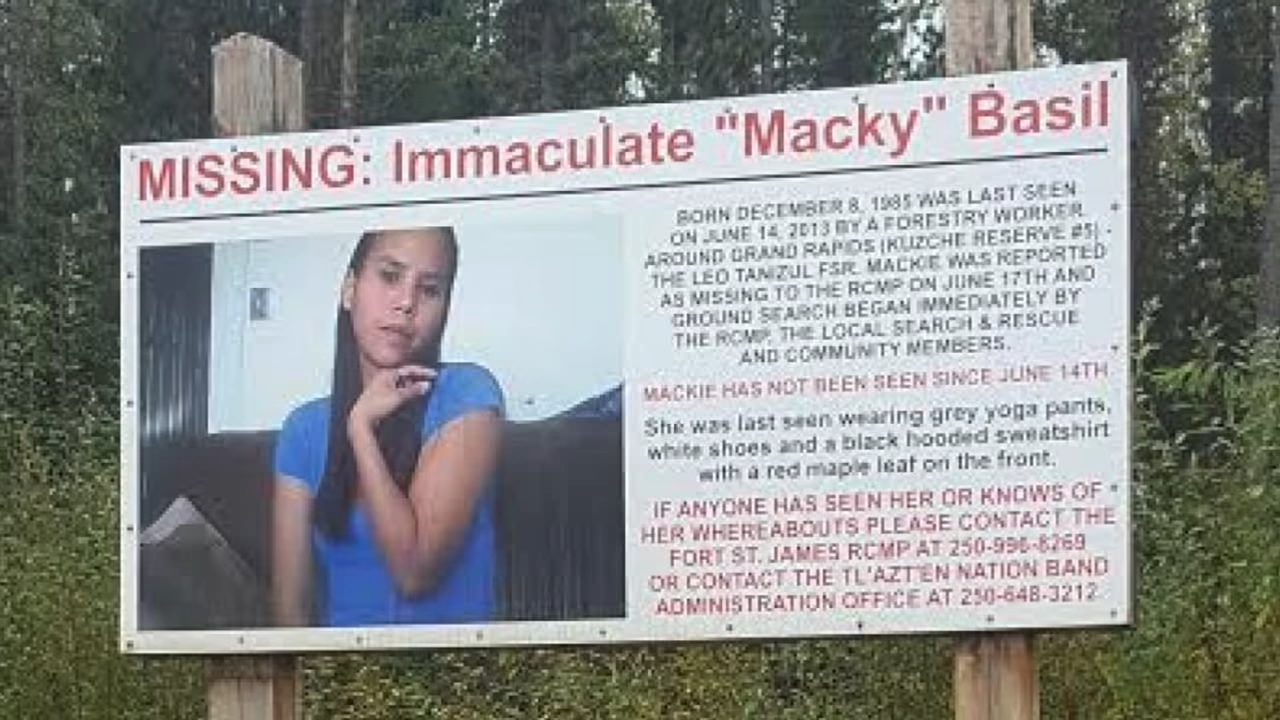 MISSING: Immaculate "Macky" Basil
BORN DECEMBER 8, 1985 WAS LAST SEEN
ON JUNE 14, 2013 BY A FORESTRY WORKER
AROUND GRAND RAPIDS (KUZCHE RESERVE #5) -
THE LEO TANIZUL FSR. MACKIE WAS REPORTED
AS MISSING TO THE RCMP ON JUNE 17TH AND
GROUND SEARCH BEGAN IMMEDIATELY BY
THE RCMP, THE LOCAL SEARCH & RESCUE
AND COMMUNITY MEMBERS.
MACKIE HAS NOT BEEN SEEN SINCE JUNE 14TH
She was last seen wearing grey yoga pants,
white shoes and a black hooded sweatshirt
with a red maple leaf on the front.
IF ANYONE HAS SEEN HER OR KNOWS OF
HER WHEREABOUTS PLEASE CONTACT THE
FORT ST. JAMES RCMP AT 250-996-8269
OR CONTACT THE TL'AZT'EN NATION BAND
ADMINISTRATION OFFICE AT 250-648-3212